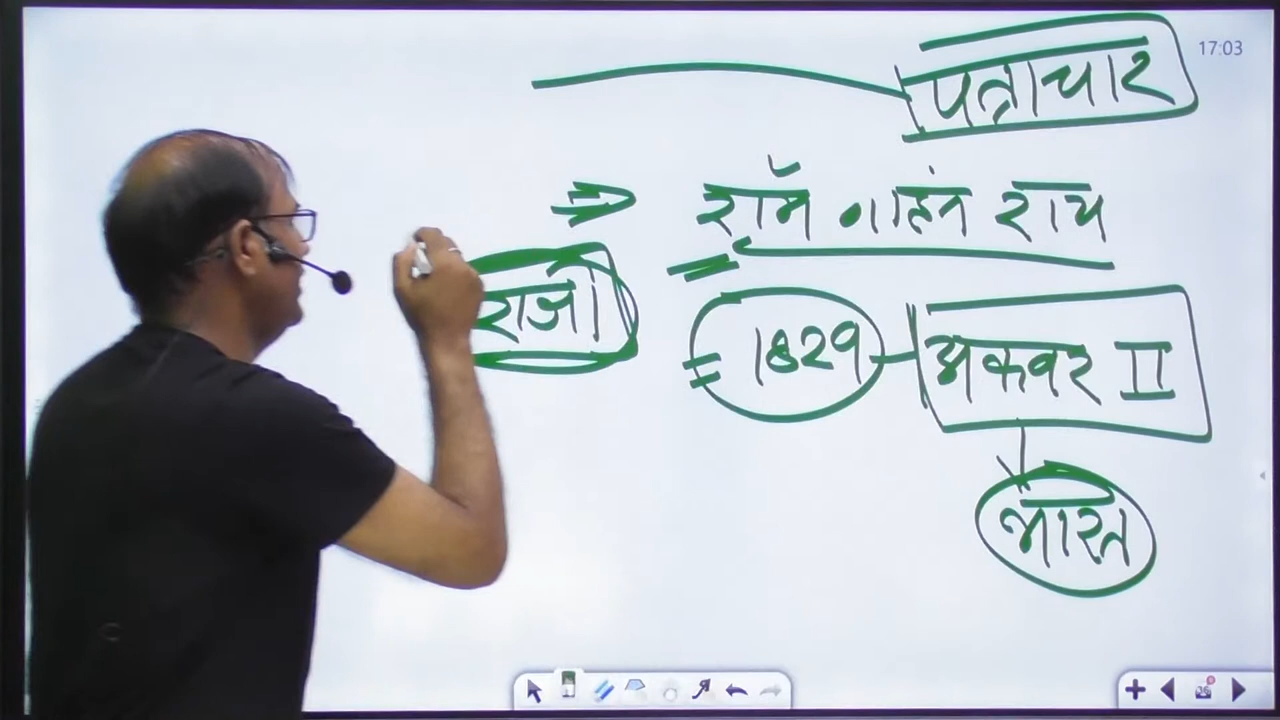 17:03
पत्राचार
राम मोहन राय
राजा
1829 अकबर II
भारत